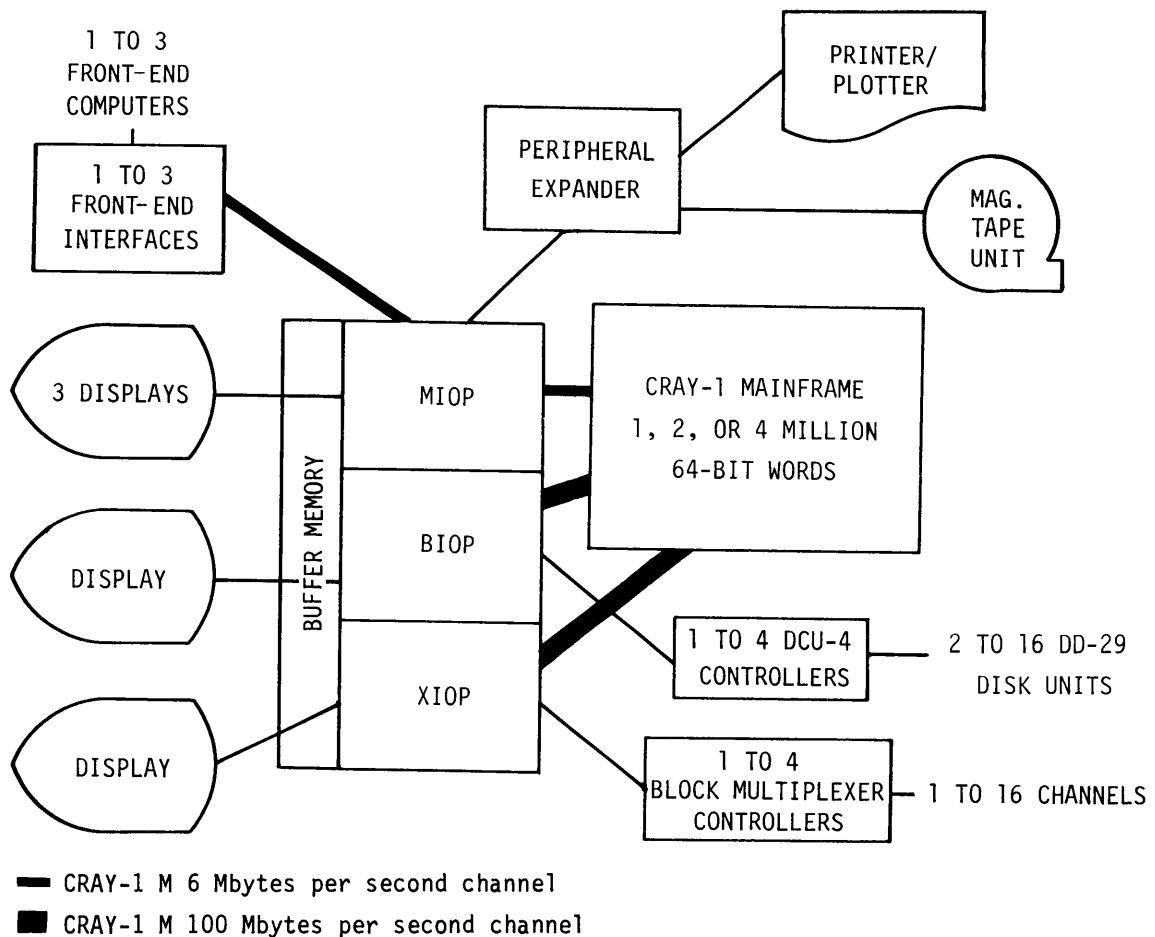 1 TO 3
FRONT-END
COMPUTERS
1 TO 3
FRONT-END
INTERFACES
PERIPHERAL
EXPANDER
PRINTER/
PLOTTER
MAG.
TAPE
UNIT
3 DISPLAYS
DISPLAY
DISPLAY
BUFFER MEMORY
MIOP
BIOP
XIOP
CRAY-1 MAINFRAME
1, 2, OR 4 MILLION
64-BIT WORDS
1 TO 4 DCU-4
CONTROLLERS
2 TO 16 DD-29
DISK UNITS
1 TO 4
BLOCK MULTIPLEXER
CONTROLLERS
1 TO 16 CHANNELS
CRAY-1 M 6 Mbytes per second channel
CRAY-1 M 100 Mbytes per second channel